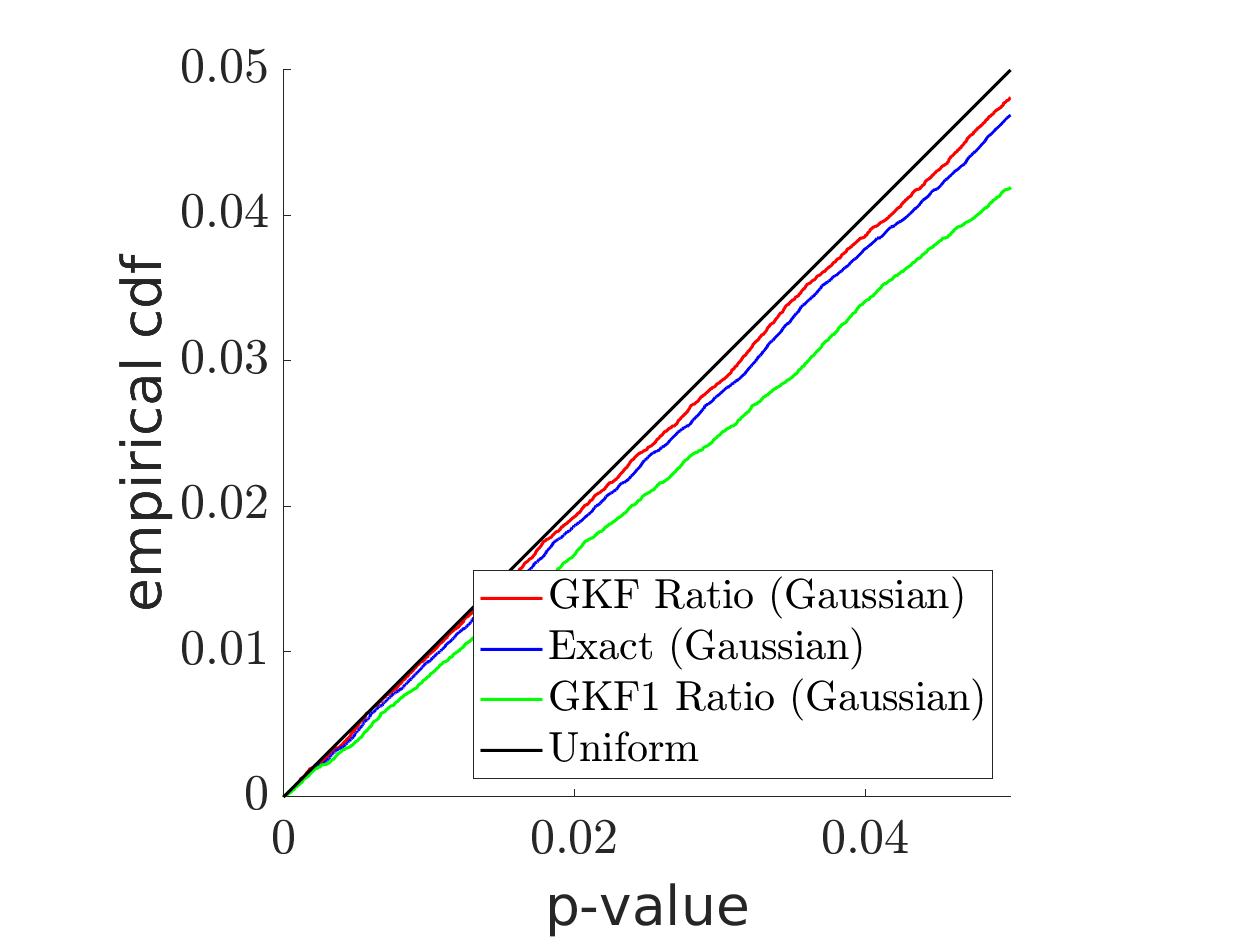 0.05
0.04
0.03
0.02
0.01
0
empirical cdf
GKF Ratio (Gaussian)
Exact (Gaussian)
GKF1 Ratio (Gaussian)
Uniform
0
0.02
0.04
p-value